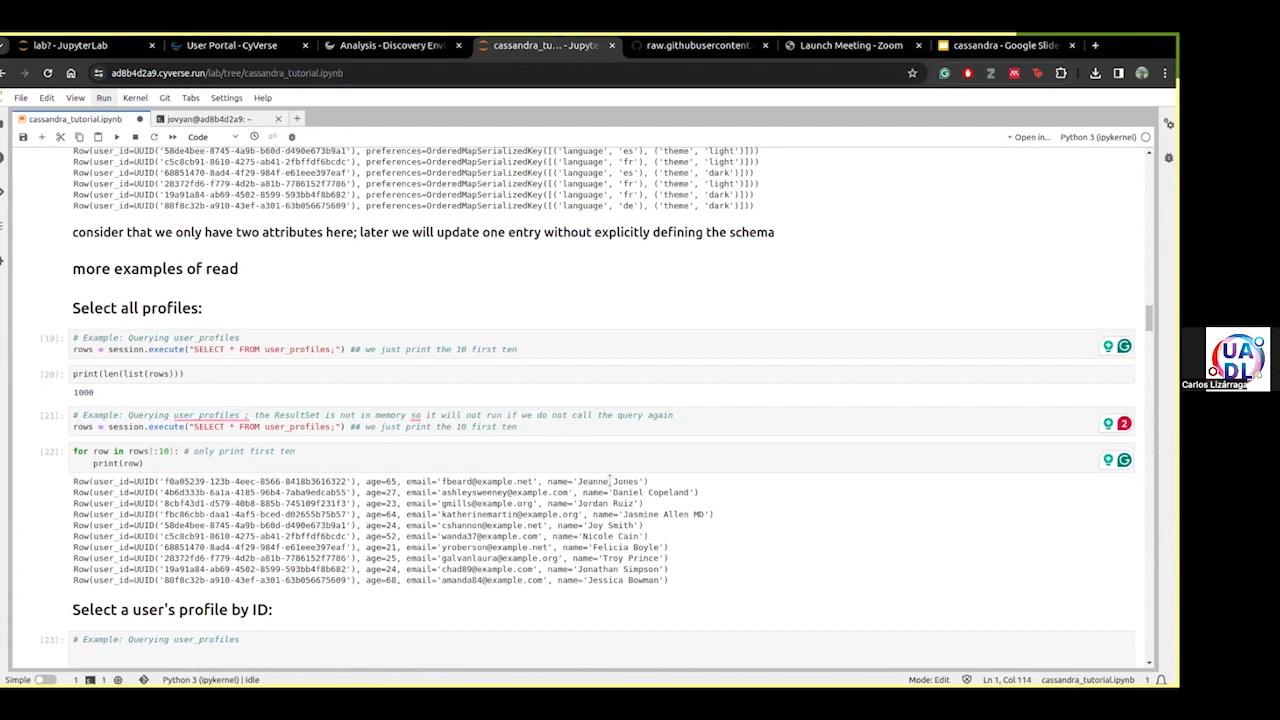 lab? - JupyterLab
User Portal - CyVerse
Analysis - Discovery Envi
cassandra_tu... - Jupyte
raw.githubusercontent.
Launch Meeting - Zoom
cassandra - Google Slide
ad8b4d2a9.cyverse.run/lab/tree/cassandra_tutorial.ipynb
File Edit View Run Kernel Git Tabs Settings Help
cassandra_tutorial.ipynb
jovyan@ad8b4d2a9: ~
Code
Open in...
Python 3 (ipykernel)
Row(user_id=UUID('58de4bee-8745-4a9b-b60d-d490e673b9a1'), preferences=OrderedMapSerializedKey([('language', 'es'), ('theme', 'light')]))
Row(user_id=UUID('c5c8cb91-8610-4275-ab41-2fbffdf6bcdc'), preferences=OrderedMapSerializedKey([('language', 'fr'), ('theme', 'light')]))
Row(user_id=UUID('68851470-8ad4-4f29-984f-e61eee397eaf'), preferences=OrderedMapSerializedKey([('language', 'es'), ('theme', 'dark')]))
Row(user_id=UUID('28372fd6-f779-4d2b-a81b-7786152f7786'), preferences=OrderedMapSerializedKey([('language', 'fr'), ('theme', 'light')]))
Row(user_id=UUID('19a91a84-ab69-4502-8599-593bb4f8b682'), preferences=OrderedMapSerializedKey([('language', 'fr'), ('theme', 'dark')]))
Row(user_id=UUID('88f8c32b-a910-43ef-a301-63b056675609'), preferences=OrderedMapSerializedKey([('language', 'de'), ('theme', 'dark')]))
consider that we only have two attributes here; later we will update one entry without explicitly defining the schema
more examples of read
Select all profiles:
[19]: # Example: Querying user_profiles
rows = session.execute("SELECT * FROM user_profiles;") ## we just print the 10 first ten
[20]: print(len(list(rows)))
1000
[21]: # Example: Querying user_profiles ; the ResultSet is not in memory so it will not run if we do not call the query again
rows = session.execute("SELECT * FROM user_profiles;") ## we just print the 10 first ten
2
[22]: for row in rows[:10]: # only print first ten
print(row)
Row(user_id=UUID('f0a05239-123b-4eec-8566-8418b3616322'), age=65, email='fbeard@example.net', name='Jeanne Jones')
Row(user_id=UUID('4b6d333b-6a1a-4185-96b4-7aba9edcab55'), age=27, email='ashleysweeney@example.com', name='Daniel Copeland')
Row(user_id=UUID('8cbf43d1-d579-40b8-885b-745109f231f3'), age=23, email='gmills@example.org', name='Jordan Ruiz')
Row(user_id=UUID('fbc86cbb-dam1-4af5-bced-d02655b75b57'), age=64, email='katherinemartin@example.org', name='Jasmine Allen MD')
Row(user_id=UUID('58de4bee-8745-4a9b-b60d-d490e673b9a1'), age=24, email='cshannon@example.net', name='Joy Smith')
Row(user_id=UUID('c5c8cb91-8610-4275-ab41-2fbffdf6bcdc'), age=52, email='wanda37@example.com', name='Nicole Cain')
Row(user_id=UUID('68851470-8ad4-4f29-984f-e61eee397eaf'), age=21, email='yroberson@example.net', name='Felicia Boyle')
Row(user_id=UUID('28372fd6-f779-4d2b-a81b-7786152f7786'), age=25, email='galvanlaura@example.org', name='Troy Prince')
Row(user_id=UUID('19a91a84-ab69-4502-8599-593bb4f8b682'), age=24, email='chad89@example.com', name='Jonathan Simpson')
Row(user_id=UUID('88f8c32b-a910-43ef-a301-63b056675609'), age=68, email='amanda84@example.com', name='Jessica Bowman')
Select a user's profile by ID:
[23]: # Example: Querying user_profiles
Simple
1
1
Python 3 (ipykernel) | Idle
Mode: Edit
Ln 1, Col 114
cassandra_tutorial.ipynb
1
UA
DL
Carlos Lizárraga